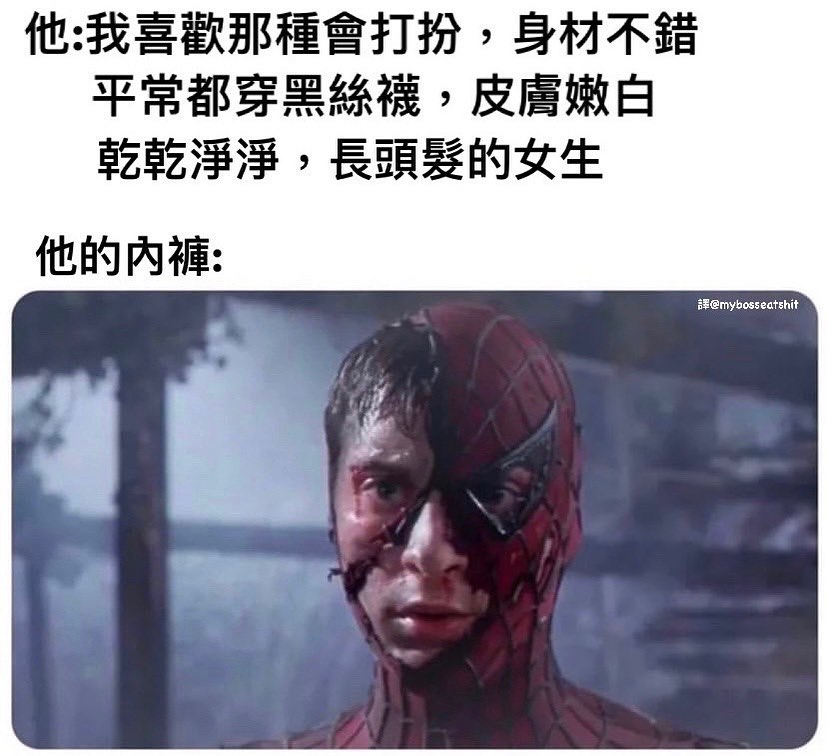 他:我喜歡那種會打扮，身材不錯
平常都穿黑絲襪，皮膚嫩白
乾乾淨淨，長頭髮的女生
他的內褲:
譯@mybosseatshit